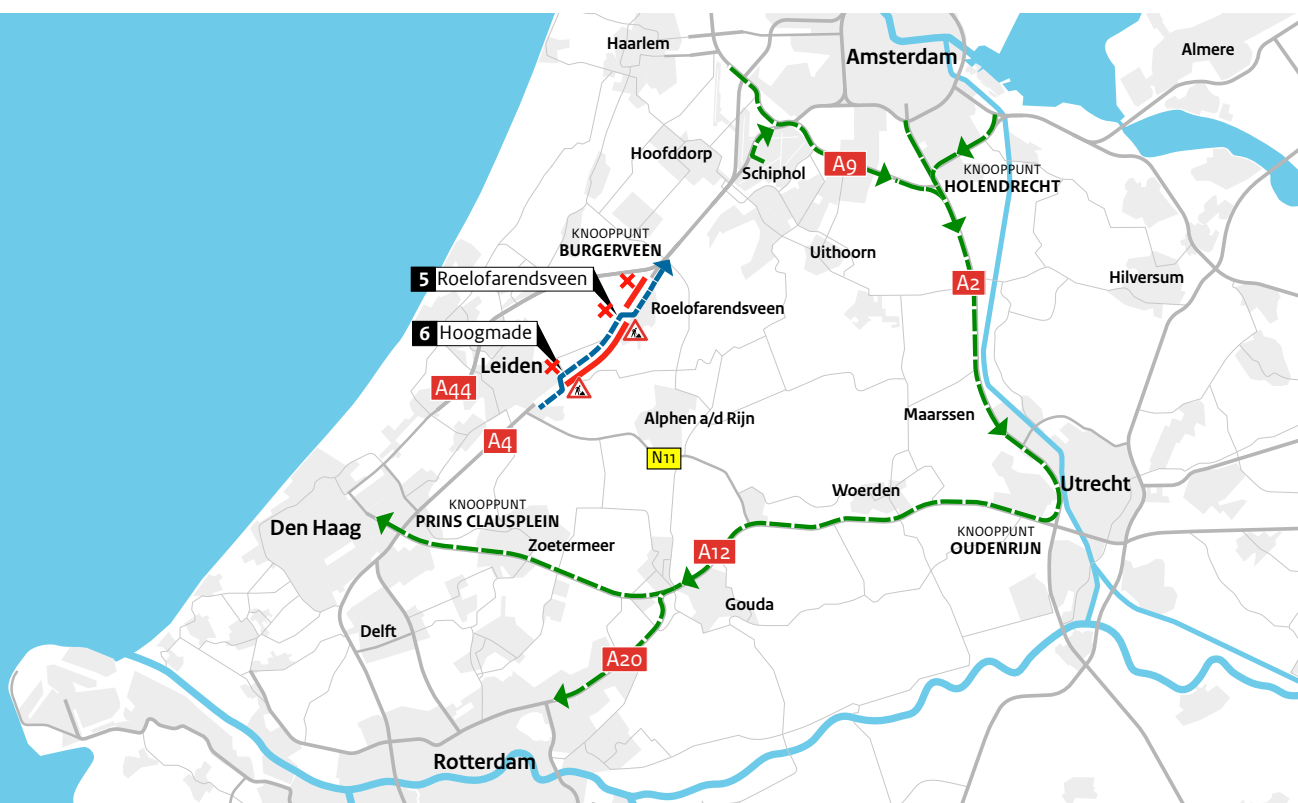 Haarlem
Amsterdam
Almere
Hoofddorp
Schiphol
A9
KNOOPPUNT
HOLENDRECHT
KNOOPPUNT
BURGERVEEN
Uithoorn
A2
Hilversum
5 Roelofarendsveen
Roelofarendsveen
6 Hoogmade
Leiden
A44
A4
Alphen a/d Rijn
Maarssen
N11
Utrecht
Woerden
KNOOPPUNT
PRINS CLAUSPLEIN
Den Haag
Zoetermeer
KNOOPPUNT
OUDENRIJN
A12
Gouda
Delft
A20
Rotterdam